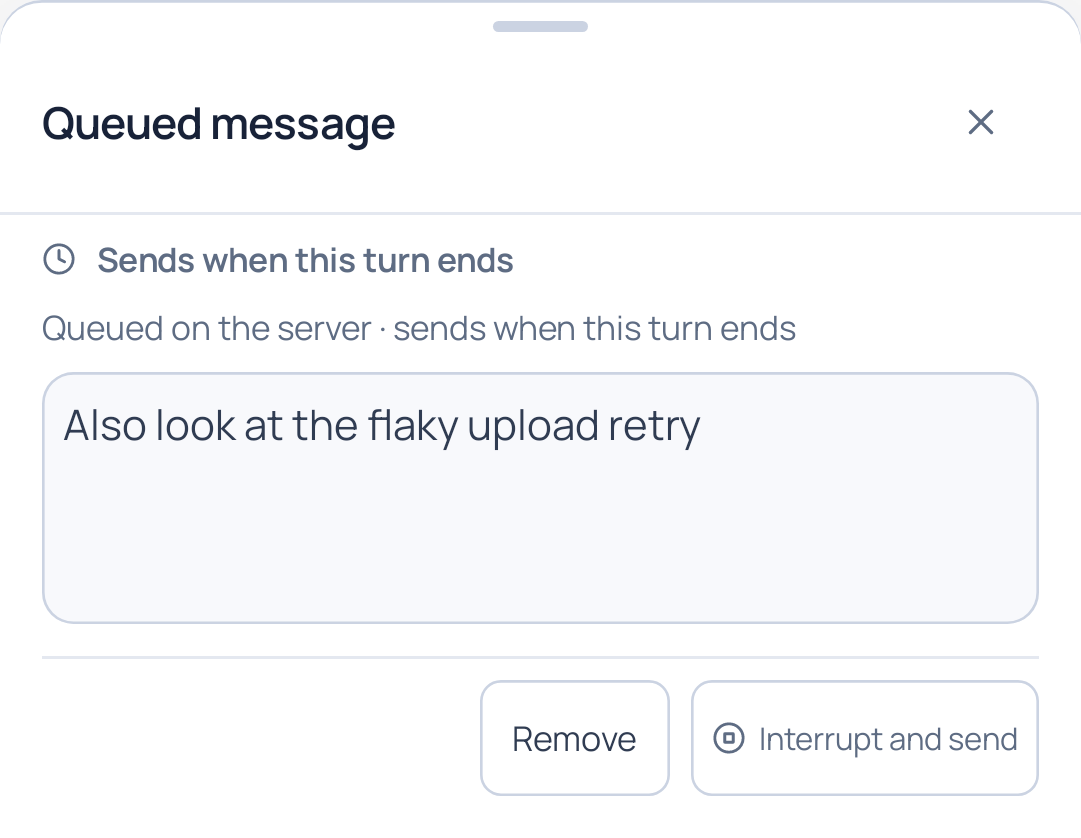 Queued message
Sends when this turn ends
Queued on the server · sends when this turn ends
Also look at the flaky upload retry
Remove
Interrupt and send